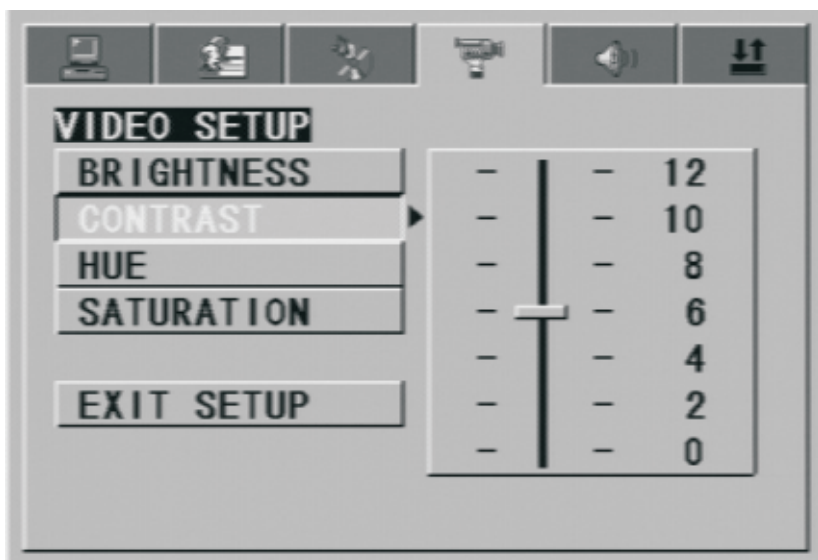 VIDEO SETUP
BRIGHTNESS
CONTRAST
HUE
SATURATION
EXIT SETUP
12
10
8
6
4
2
0